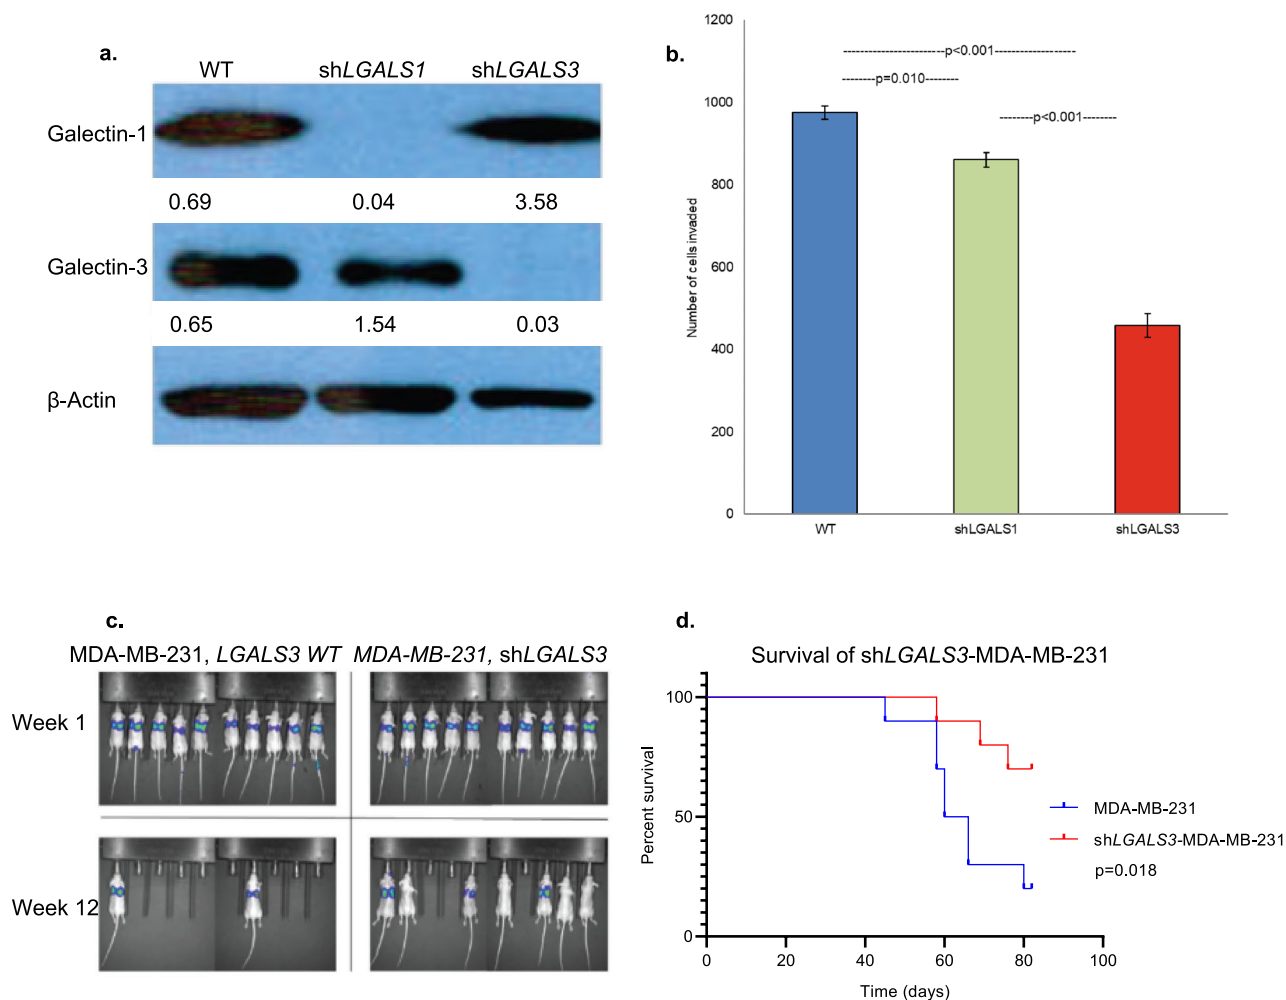 a.
WT shLGALS1 shLGALS3
Galectin-1
0.69 0.04 3.58
Galectin-3
0.65 1.54 0.03
β-Actin
b.
1200
1000
800
600
400
200
0
Number of cells invaded
p<0.001
p=0.010
p<0.001
WT shLGALS1 shLGALS3
c.
MDA-MB-231, LGALS3 WT MDA-MB-231, shLGALS3
Week 1
Week 12
d.
Survival of shLGALS3-MDA-MB-231
100
50
0
Percent survival
0 20 40 60 80 100
Time (days)
MDA-MB-231
shLGALS3-MDA-MB-231
p=0.018